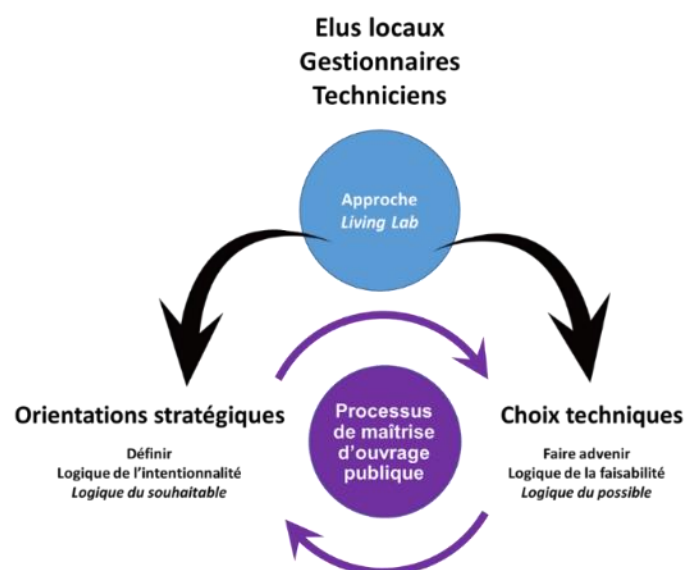 Elus locaux
Gestionnaires
Techniciens
Approche
Living Lab
Orientations stratégiques
Définir
Logique de l'intentionnalité
Logique du souhaitable
Processus
de maîtrise
d'ouvrage
publique
Choix techniques
Faire advenir
Logique de la faisabilité
Logique du possible